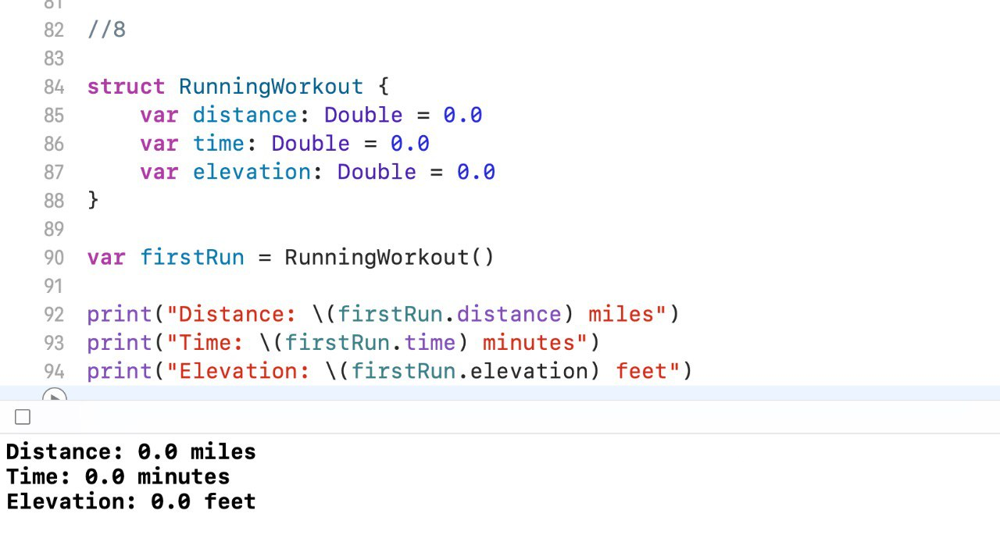 81
82 //8
83
84 struct RunningWorkout {
85     var distance: Double = 0.0
86     var time: Double = 0.0
87     var elevation: Double = 0.0
88 }
89
90 var firstRun = RunningWorkout()
91
92 print("Distance: \(firstRun.distance) miles")
93 print("Time: \(firstRun.time) minutes")
94 print("Elevation: \(firstRun.elevation) feet")
Distance: 0.0 miles
Time: 0.0 minutes
Elevation: 0.0 feet